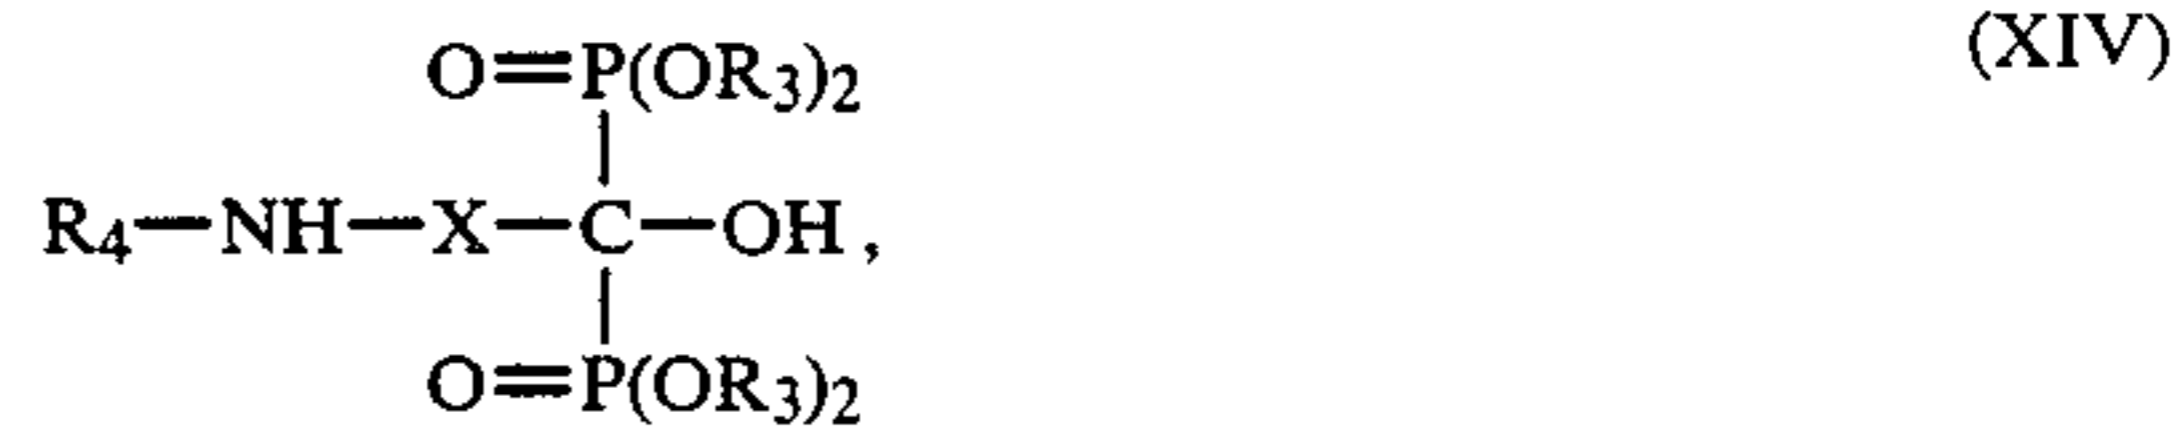 O=P(OR₃)₂ (XIV)
R₄—NH—X—C—OH,
O=P(OR₃)₂